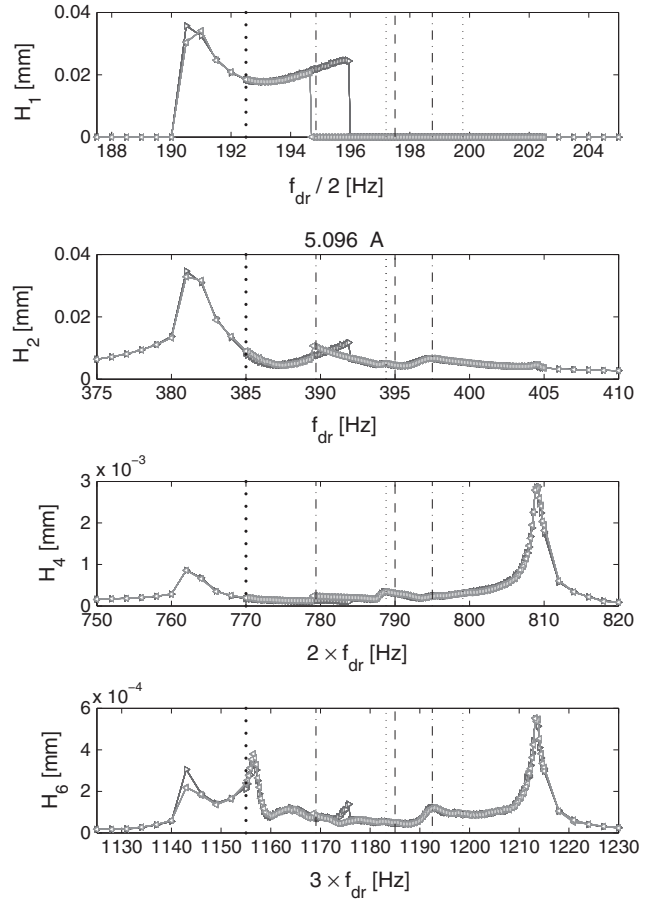 0.04
0.02
0
H1 [mm]
188 190 192 194 196 198 200 202 204
fdr / 2 [Hz]
5.096 A
0.04
0.02
0
H2 [mm]
375 380 385 390 395 400 405 410
fdr [Hz]
x 10−3
3
2
1
0
H4 [mm]
750 760 770 780 790 800 810 820
2 × fdr [Hz]
x 10−4
6
4
2
0
H6 [mm]
1130 1140 1150 1160 1170 1180 1190 1200 1210 1220 1230
3 × fdr [Hz]